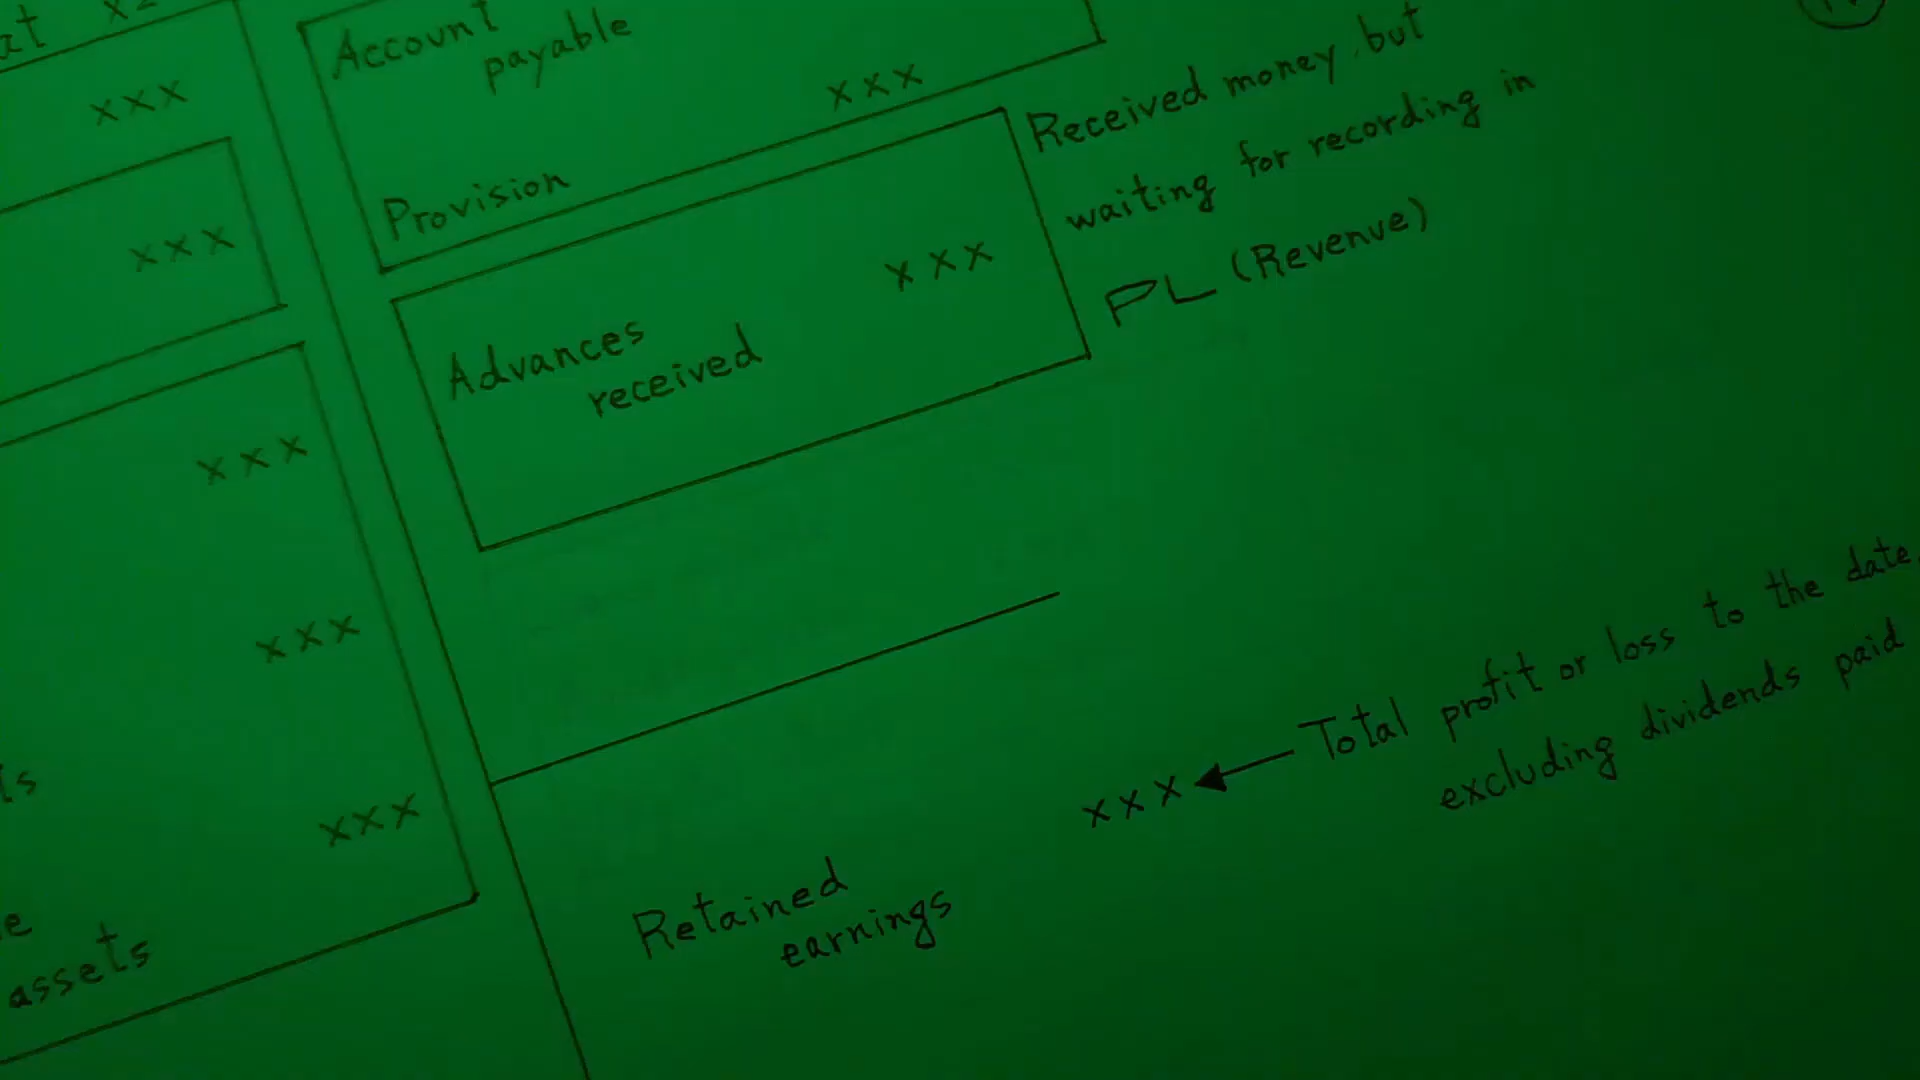 xxx
xxx
xxx
xxx
xxx
assets
Account
payable
xxx
Provision
Advances
received
xxx
Received money, but
waiting for recording in
PL (Revenue)
Retained
earnings
xxx
Total profit or loss to the date,
excluding dividends paid